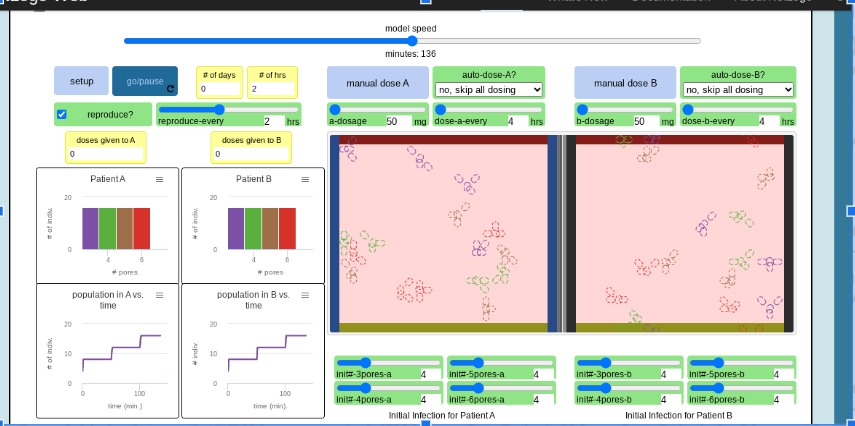 model speed
minutes: 136
setup
go/pause
# of days
0
# of hrs
2
manual dose A
auto-dose-A?
no, skip all dosing
manual dose B
auto-dose-B?
no, skip all dosing
reproduce?
reproduce-every 2 hrs
a-dosage 50 mg
dose-a-every 4 hrs
b-dosage 50 mg
dose-b-every 4 hrs
doses given to A
0
doses given to B
0
Patient A
# of indiv.
20
0
4 6
# pores
Patient B
# of indiv.
20
0
4 6
# pores
population in A vs. time
# of indiv.
20
10
0
0 100
time (min.)
population in B vs. time
# indiv.
20
10
0
0 100
time (min).
init#-3pores-a 4
init#-5pores-a 4
init#-4pores-a 4
init#-6pores-a 4
Initial Infection for Patient A
init#-3pores-b 4
init#-5pores-b 4
init#-4pores-b 4
init#-6pores-b 4
Initial Infection for Patient B